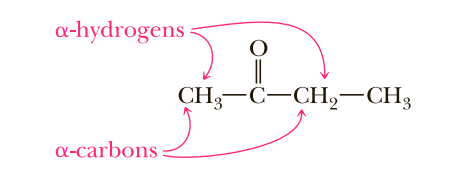 α-hydrogens
O
CH₃—C—CH₂—CH₃
α-carbons